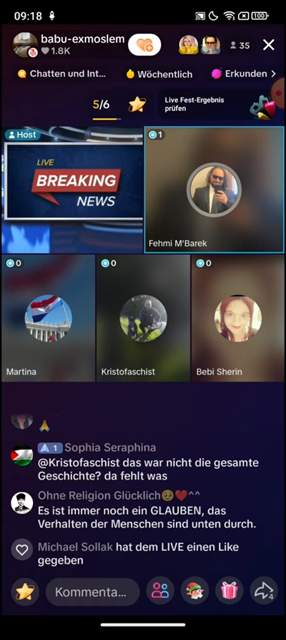 09:18
100
babu-exmoslem
1.8K
35
Chatten und Int...
Wöchentlich
Erkunden
5/6
Live Fest-Ergebnis
prüfen
Host
1
LIVE
BREAKING
NEWS
Fehmi M'Barek
0
0
0
Martina
Kristofaschist
Bebi Sherin
1 Sophia Seraphina
@Kristofaschist das war nicht die gesamte
Geschichte? da fehlt was
Ohne Religion Glücklich🥹❤️^^
Es ist immer noch ein GLAUBEN, das
Verhalten der Menschen sind unten durch.
Michael Sollak hat dem LIVE einen Like
gegeben
Kommenta...
4